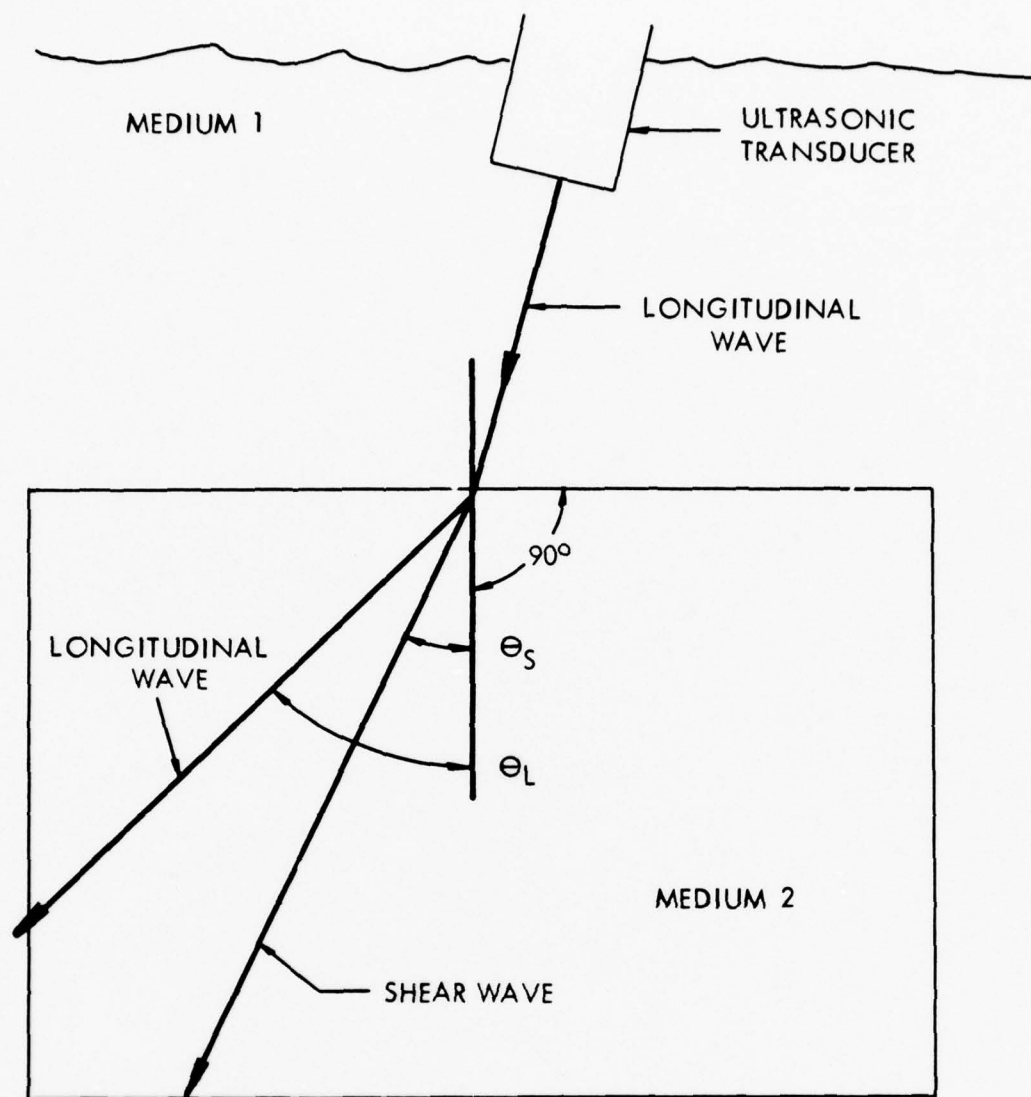 MEDIUM 1
ULTRASONIC
TRANSDUCER
LONGITUDINAL
WAVE
90°
LONGITUDINAL
WAVE
ΘS
ΘL
MEDIUM 2
SHEAR WAVE